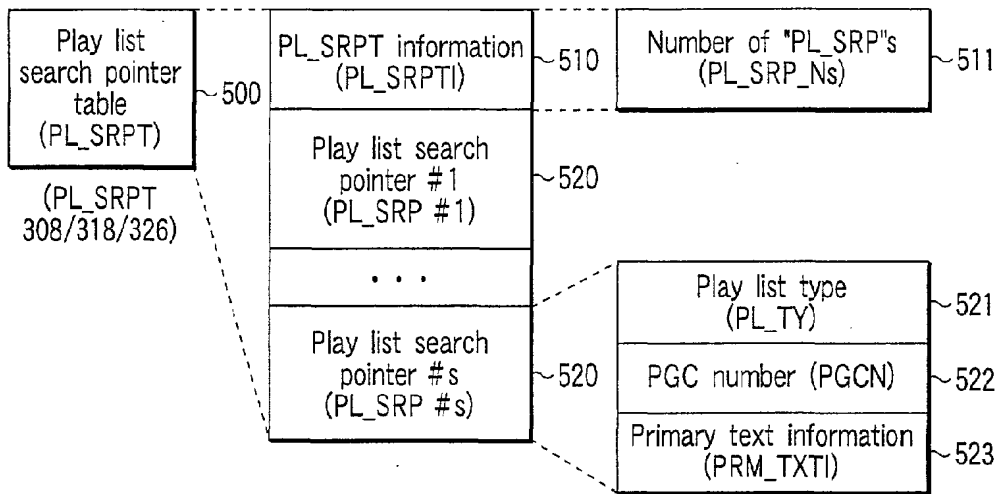 Play list
search pointer
table
(PL_SRPT)
500
(PL_SRPT
308/318/326)
PL_SRPT information
(PL_SRPTI)
510
Play list search
pointer #1
(PL_SRP #1)
520
· · ·
Play list search
pointer #s
(PL_SRP #s)
520
Number of "PL_SRP"s
(PL_SRP_Ns)
511
Play list type
(PL_TY)
521
PGC number (PGCN)
522
Primary text information
(PRM_TXTI)
523